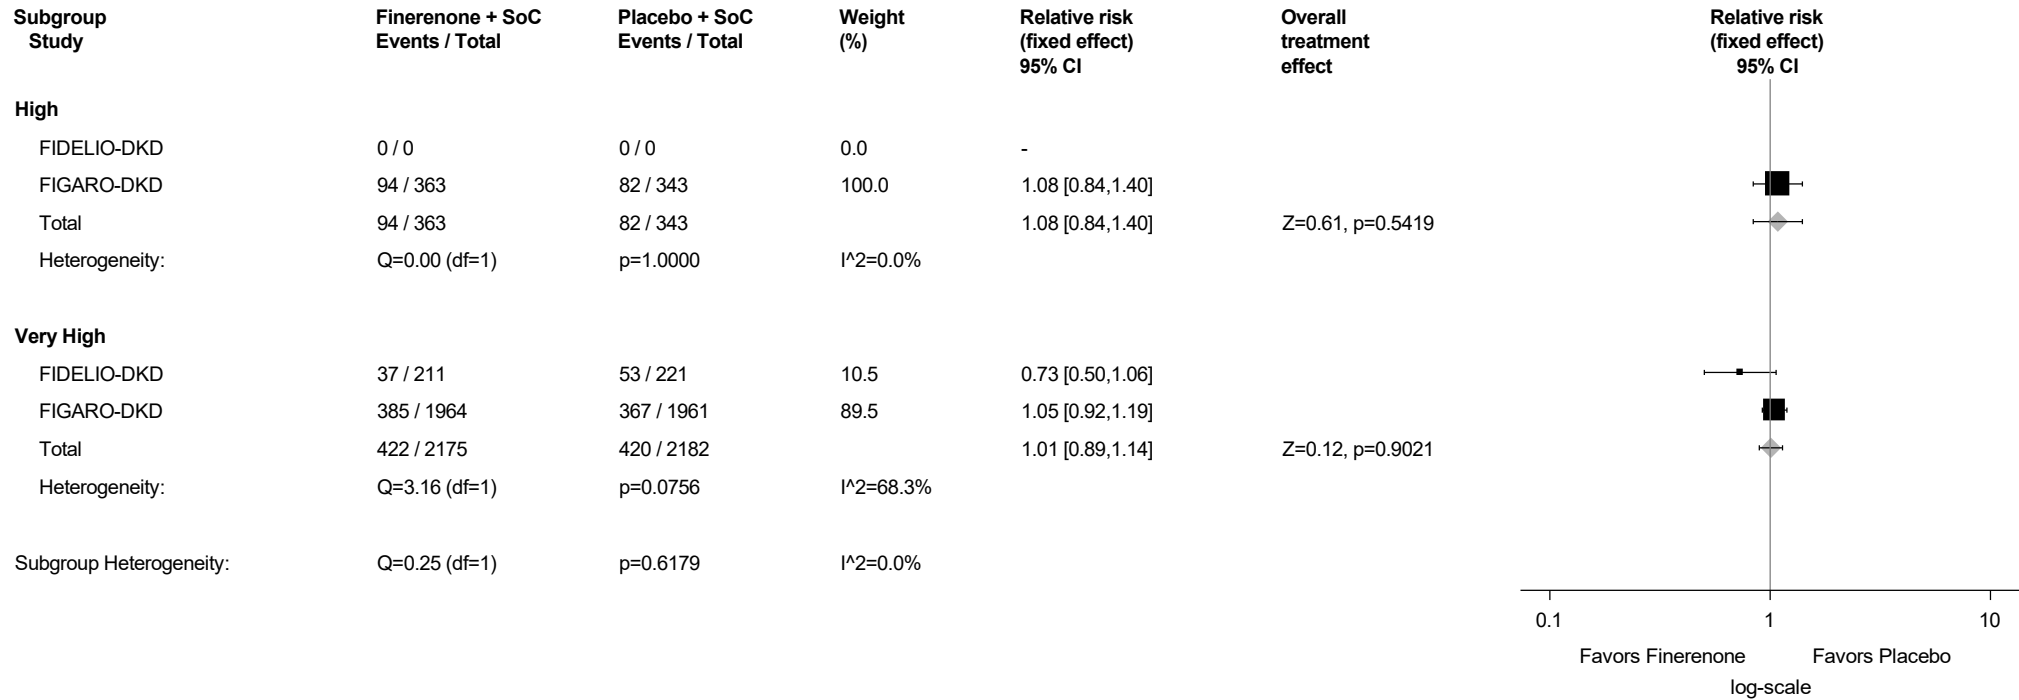 Subgroup Finerenone + SoC Placebo + SoC Weight Relative risk Overall Relative risk
Study Events / Total Events / Total (%) (fixed effect) treatment (fixed effect)
95% CI effect 95% CI
High
FIDELIO-DKD 0 / 0 0 / 0 0.0 -
FIGARO-DKD 94 / 363 82 / 343 100.0 1.08 [0.84,1.40]
Total 94 / 363 82 / 343 1.08 [0.84,1.40] Z=0.61, p=0.5419
Heterogeneity: Q=0.00 (df=1) p=1.0000 I^2=0.0%
Very High
FIDELIO-DKD 37 / 211 53 / 221 10.5 0.73 [0.50,1.06]
FIGARO-DKD 385 / 1964 367 / 1961 89.5 1.05 [0.92,1.19]
Total 422 / 2175 420 / 2182 1.01 [0.89,1.14] Z=0.12, p=0.9021
Heterogeneity: Q=3.16 (df=1) p=0.0756 I^2=68.3%
Subgroup Heterogeneity: Q=0.25 (df=1) p=0.6179 I^2=0.0%
0.1 1 10
Favors Finerenone Favors Placebo
log-scale